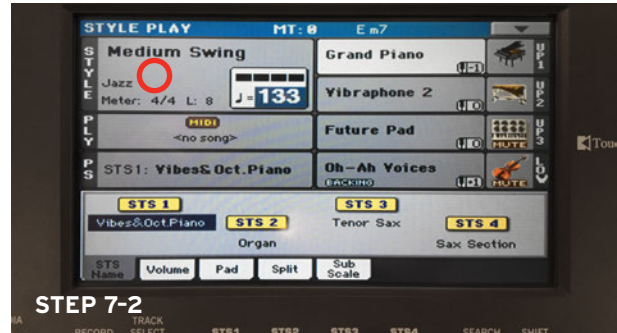 STYLE PLAY MT: 0 E m7
STYLE
Medium Swing
Jazz
Meter: 4/4 L: 8
♩=133
Grand Piano
UP1
Vibraphone 2
UP2
PLY
MIDI
<no song>
Future Pad
MUTE
UP3
Touc
PS
STS1: Vibes&Oct.Piano
Oh-Ah Voices
BACKING
MUTE
LOW
STS 1
Vibes&Oct.Piano
STS 2
Organ
STS 3
Tenor Sax
STS 4
Sax Section
STS Name
Volume
Pad
Split
Sub Scale
STEP 7-2
TRACK
RECORD SELECT STS1 STS2 STS3 STS4 SEARCH SHIFT